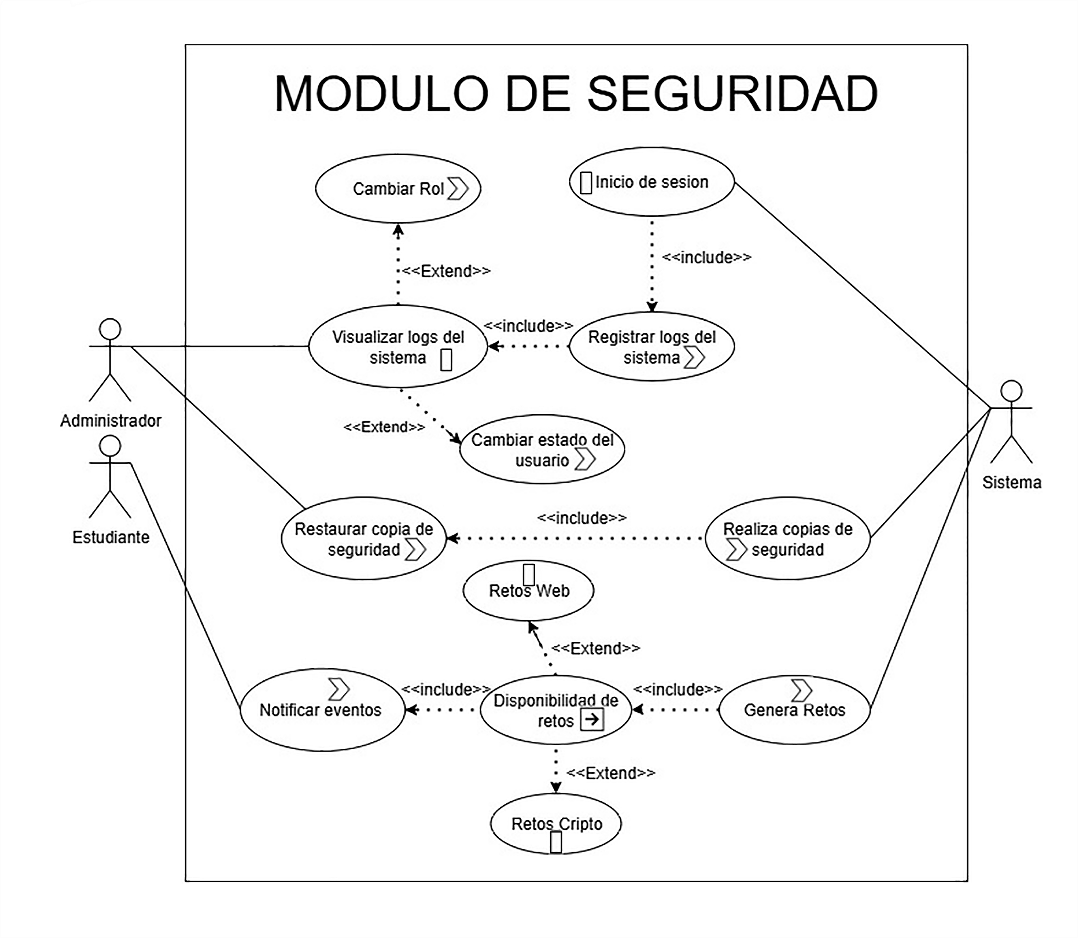 MODULO DE SEGURIDAD
Cambiar Rol
Inicio de sesion
<<Extend>>
<<include>>
Visualizar logs del
sistema
<<include>>
Registrar logs del
sistema
Administrador
<<Extend>>
Cambiar estado del
usuario
Sistema
Estudiante
Restaurar copia de
seguridad
<<include>>
Realiza copias de
seguridad
Retos Web
<<Extend>>
Notificar eventos
<<include>>
Disponibilidad de
retos
<<include>>
Genera Retos
<<Extend>>
Retos Cripto